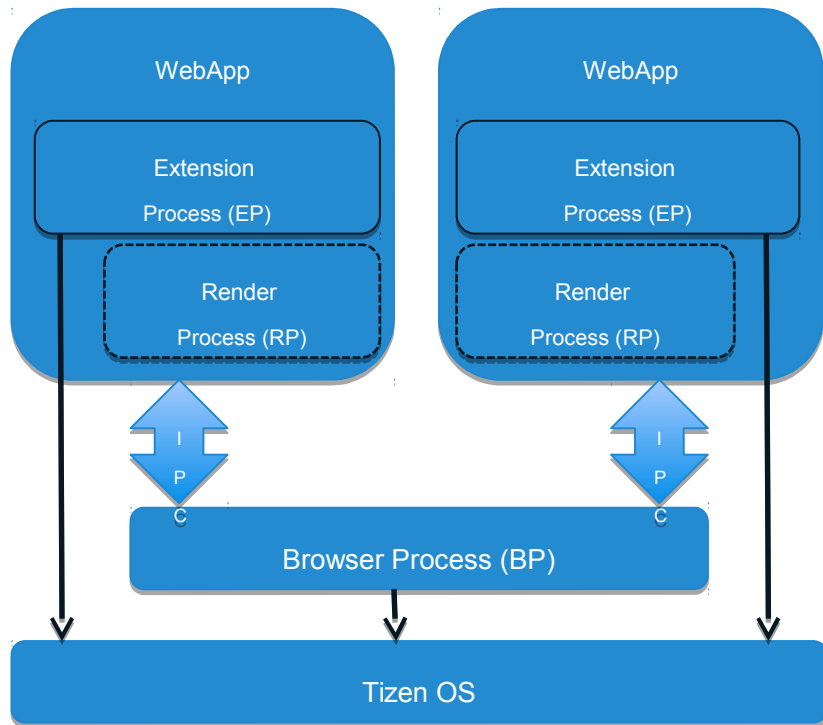 WebApp
Extension
Process (EP)
Render
Process (RP)
I
P
C
WebApp
Extension
Process (EP)
Render
Process (RP)
I
P
C
Browser Process (BP)
Tizen OS